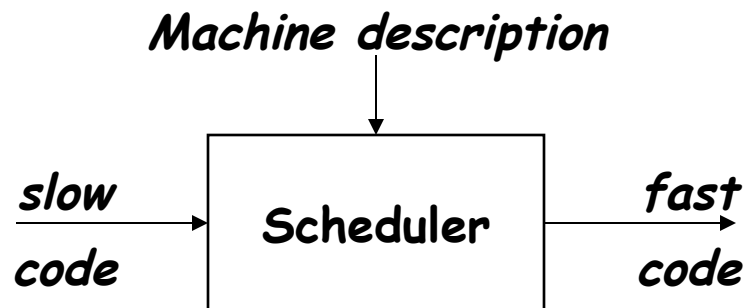 Machine description
slow
code
Scheduler
fast
code